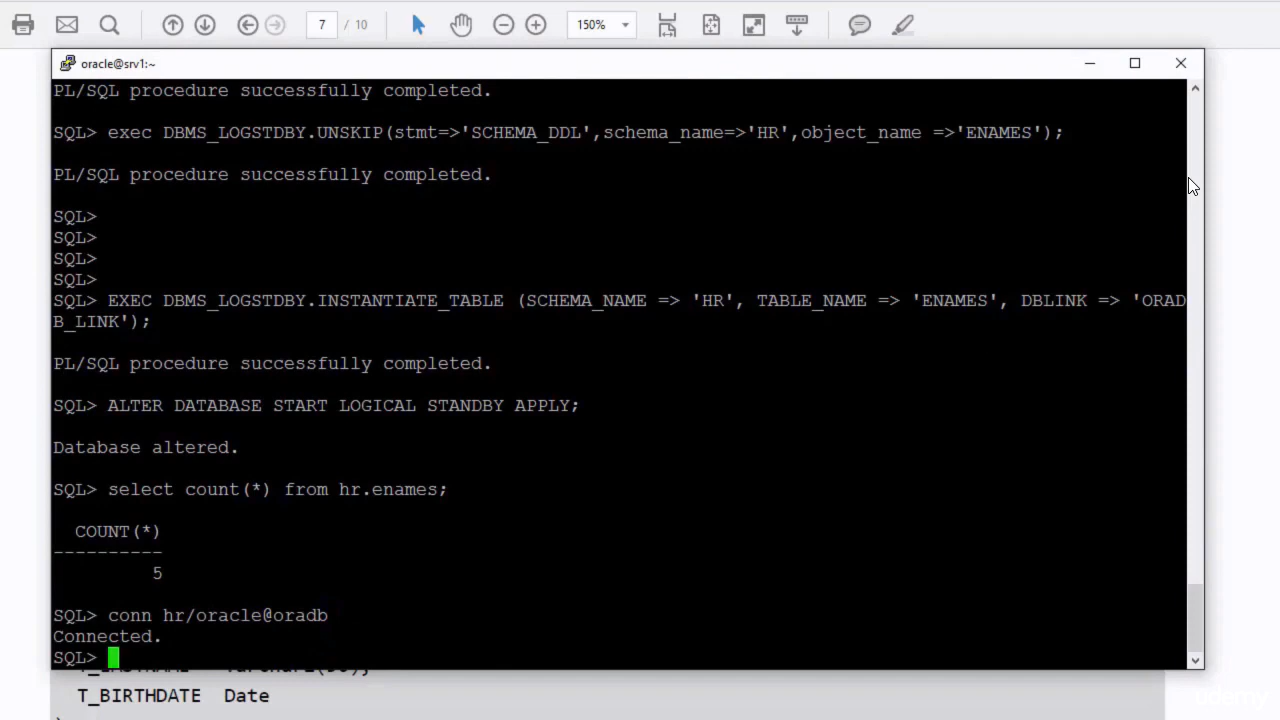 7 / 10
150%
oracle@srv1:~
PL/SQL procedure successfully completed.
SQL> exec DBMS_LOGSTDBY.UNSKIP(stmt=>'SCHEMA_DDL',schema_name=>'HR',object_name =>'ENAMES');
PL/SQL procedure successfully completed.
SQL>
SQL>
SQL>
SQL>
SQL> EXEC DBMS_LOGSTDBY.INSTANTIATE_TABLE (SCHEMA_NAME => 'HR', TABLE_NAME => 'ENAMES', DBLINK => 'ORAD
B_LINK');
PL/SQL procedure successfully completed.
SQL> ALTER DATABASE START LOGICAL STANDBY APPLY;
Database altered.
SQL> select count(*) from hr.enames;
COUNT(*)
----------
5
SQL> conn hr/oracle@oradb
Connected.
SQL>
T_BIRTHDATE Date
udemy